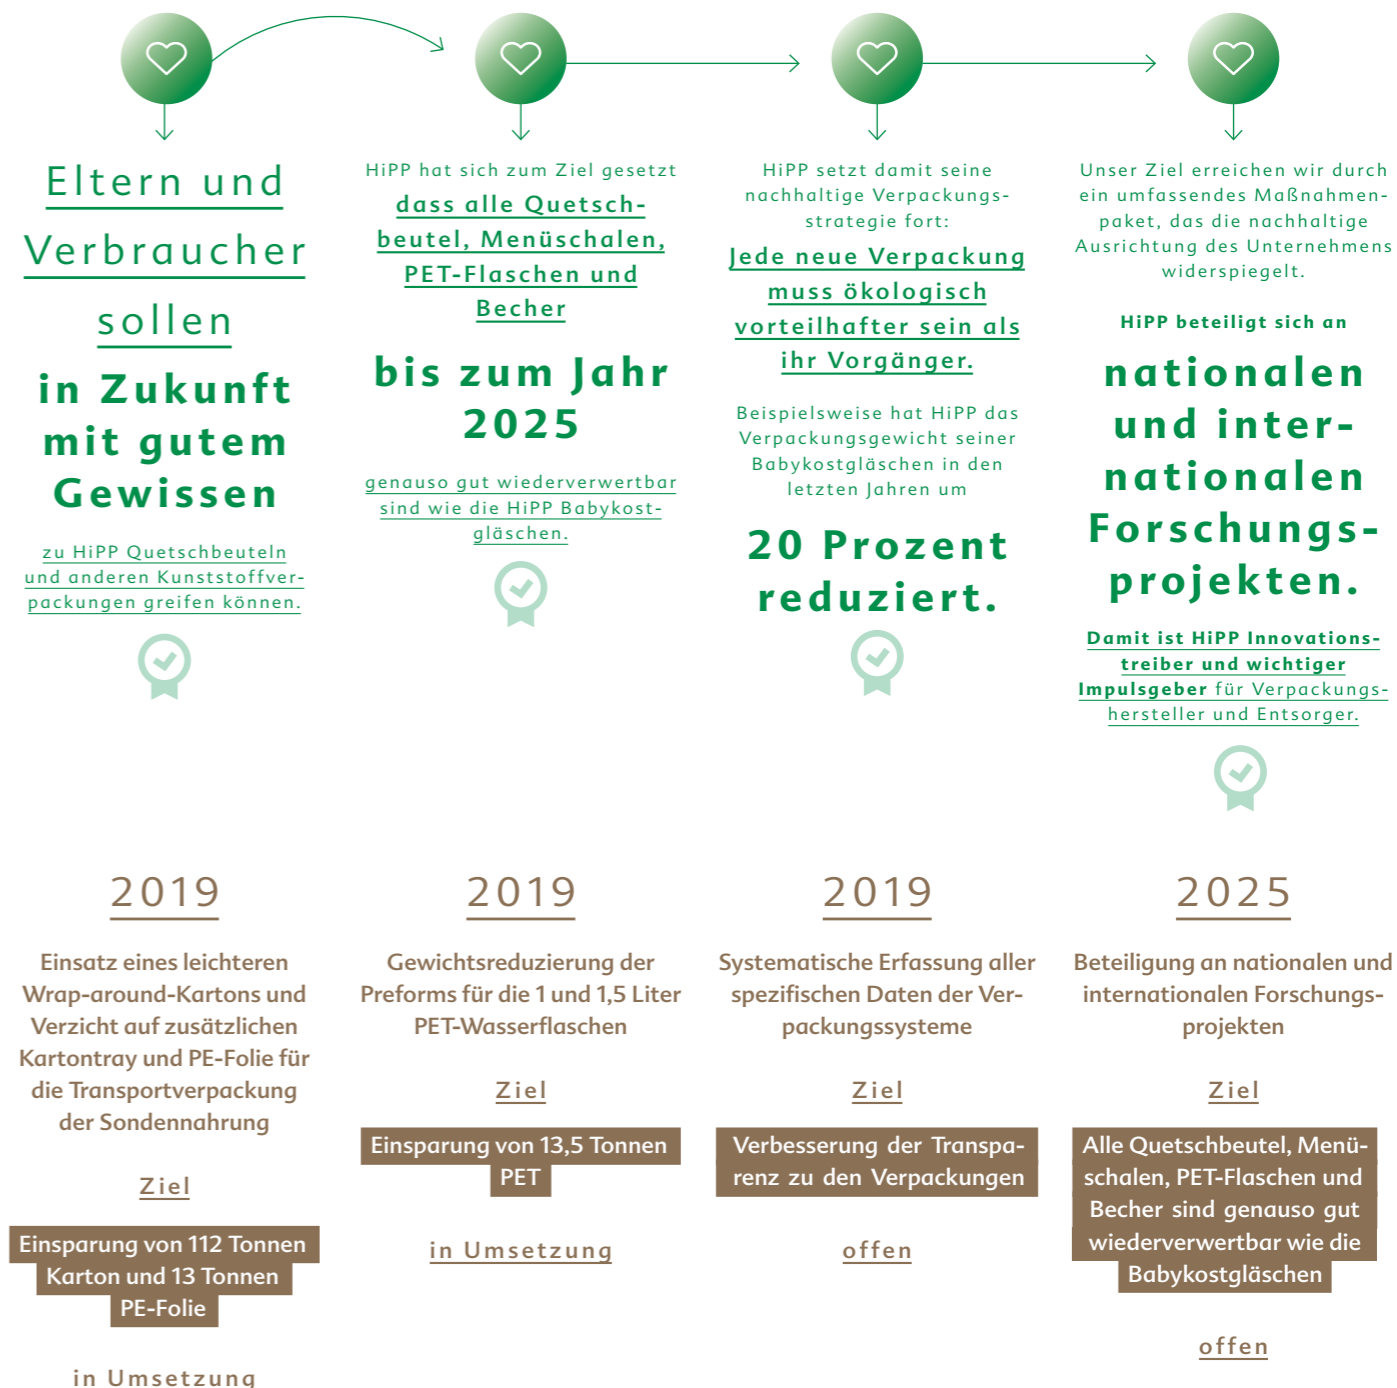 Eltern und
Verbraucher
sollen
in Zukunft
mit gutem
Gewissen
zu HiPP Quetschbeuteln
und anderen Kunststoffver-
packungen greifen können.
HiPP hat sich zum Ziel gesetzt
dass alle Quetsch-
beutel, Menüschalen,
PET-Flaschen und
Becher
bis zum Jahr
2025
genauso gut wiederverwertbar
sind wie die HiPP Babykost-
gläschen.
HiPP setzt damit seine
nachhaltige Verpackungs-
strategie fort:
Jede neue Verpackung
muss ökologisch
vorteilhafter sein als
ihr Vorgänger.
Beispielsweise hat HiPP das
Verpackungsgewicht seiner
Babykostgläschen in den
letzten Jahren um
20 Prozent
reduziert.
Unser Ziel erreichen wir durch
ein umfassendes Maßnahmen-
paket, das die nachhaltige
Ausrichtung des Unternehmens
widerspiegelt.
HiPP beteiligt sich an
nationalen
und inter-
nationalen
Forschungs-
projekten.
Damit ist HiPP Innovations-
treiber und wichtiger
Impulsgeber für Verpackungs-
hersteller und Entsorger.
2019
Einsatz eines leichteren
Wrap-around-Kartons und
Verzicht auf zusätzlichen
Kartontray und PE-Folie für
die Transportverpackung
der Sondennahrung
Ziel
Einsparung von 112 Tonnen
Karton und 13 Tonnen
PE-Folie
in Umsetzung
2019
Gewichtsreduzierung der
Preforms für die 1 und 1,5 Liter
PET-Wasserflaschen
Ziel
Einsparung von 13,5 Tonnen
PET
in Umsetzung
2019
Systematische Erfassung aller
spezifischen Daten der Ver-
packungssysteme
Ziel
Verbesserung der Transpa-
renz zu den Verpackungen
offen
2025
Beteiligung an nationalen und
internationalen Forschungs-
projekten
Ziel
Alle Quetschbeutel, Menü-
schalen, PET-Flaschen und
Becher sind genauso gut
wiederverwertbar wie die
Babykostgläschen
offen